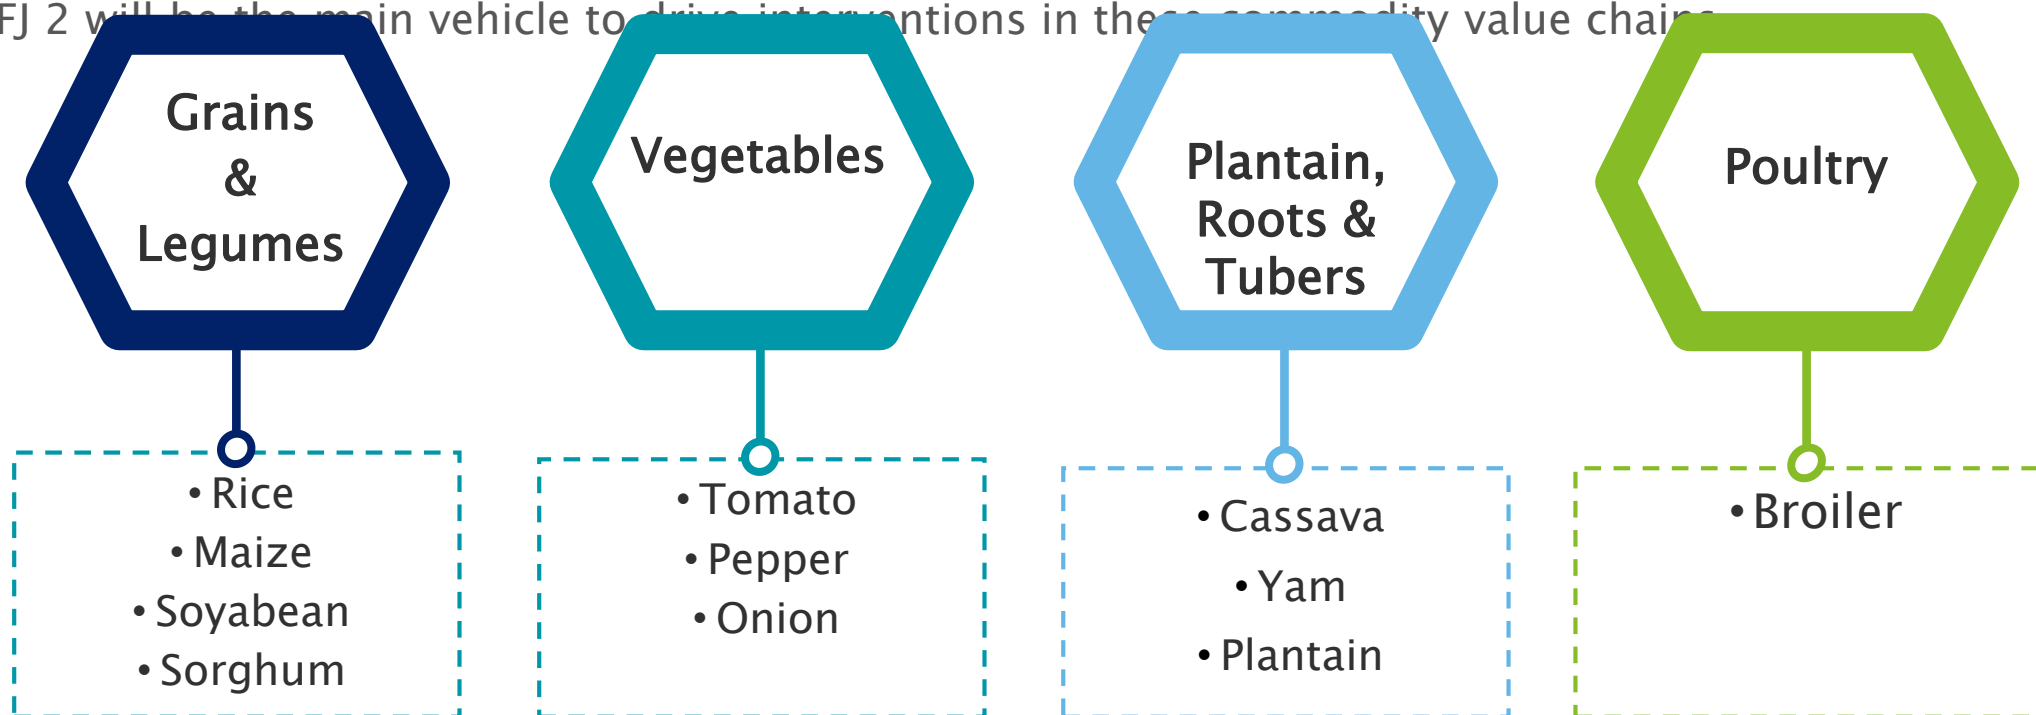 FJ 2 will be the main vehicle to drive interventions in these commodity value chains
Grains
&
Legumes
Vegetables
Plantain,
Roots &
Tubers
Poultry
• Rice
• Maize
• Soyabean
• Sorghum
• Tomato
• Pepper
• Onion
• Cassava
• Yam
• Plantain
• Broiler